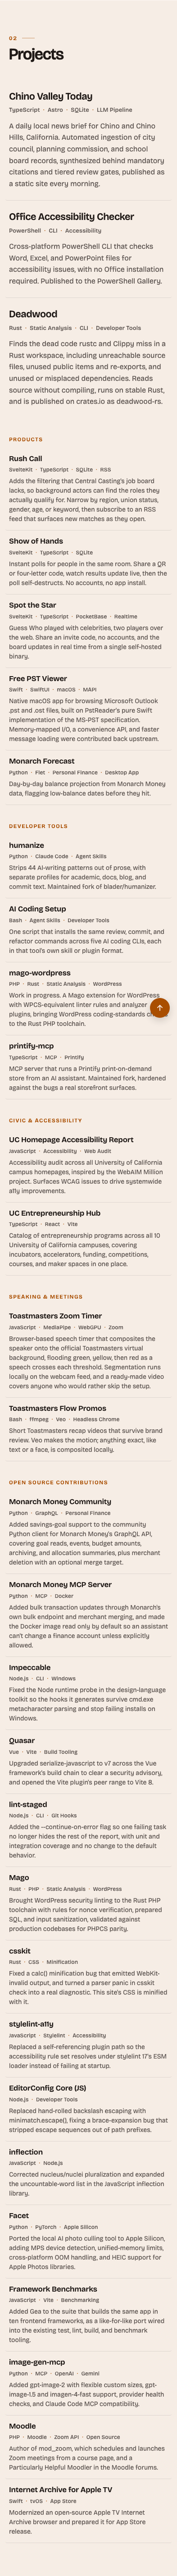 02
Projects
Chino Valley Today
TypeScript · Astro · SQLite · LLM Pipeline
A daily local news brief for Chino and Chino
Hills, California. Automated ingestion of city
council, planning commission, and school
board records, synthesized behind mandatory
citations and tiered review gates, published as
a static site every morning.
Office Accessibility Checker
PowerShell · CLI · Accessibility
Cross-platform PowerShell CLI that checks
Word, Excel, and PowerPoint files for
accessibility issues, with no Office installation
required. Published to the PowerShell Gallery.
Deadwood
Rust · Static Analysis · CLI · Developer Tools
Finds the dead code rustc and Clippy miss in a
Rust workspace, including unreachable source
files, unused public items and re-exports, and
unused or misplaced dependencies. Reads
source without compiling, runs on stable Rust,
and is published on crates.io as deadwood-rs.
PRODUCTS
Rush Call
SvelteKit · TypeScript · SQLite · RSS
Adds the filtering that Central Casting's job board
lacks, so background actors can find the roles they
actually qualify for. Narrow by region, union status,
gender, age, or keyword, then subscribe to an RSS
feed that surfaces new matches as they open.
Show of Hands
SvelteKit · TypeScript · SQLite
Instant polls for people in the same room. Share a QR
or four-letter code, watch results update live, then the
poll self-destructs. No accounts, no app install.
Spot the Star
SvelteKit · TypeScript · PocketBase · Realtime
Guess Who played with celebrities, two players over
the web. Share an invite code, no accounts, and the
board updates in real time from a single self-hosted
binary.
Free PST Viewer
Swift · SwiftUI · macOS · MAPI
Native macOS app for browsing Microsoft Outlook
.pst and .ost files, built on PstReader's pure Swift
implementation of the MS-PST specification.
Memory-mapped I/O, a convenience API, and faster
message loading were contributed back upstream.
Monarch Forecast
Python · Flet · Personal Finance · Desktop App
Day-by-day balance projection from Monarch Money
data, flagging low-balance dates before they hit.
DEVELOPER TOOLS
humanize
Python · Claude Code · Agent Skills
Strips 44 AI-writing patterns out of prose, with
separate profiles for academic, docs, blog, and
commit text. Maintained fork of blader/humanizer.
AI Coding Setup
Bash · Agent Skills · Developer Tools
One script that installs the same review, commit, and
refactor commands across five AI coding CLIs, each
in that tool's own skill or plugin format.
mago-wordpress
PHP · Rust · Static Analysis · WordPress
Work in progress. A Mago extension for WordPress
with WPCS-equivalent linter rules and analyzer
plugins, bringing WordPress coding-standards
to the Rust PHP toolchain.
printify-mcp
TypeScript · MCP · Printify
MCP server that runs a Printify print-on-demand
store from an AI assistant. Maintained fork, hardened
against the bugs a real storefront surfaces.
CIVIC & ACCESSIBILITY
UC Homepage Accessibility Report
JavaScript · Accessibility · Web Audit
Accessibility audit across all University of California
campus homepages, inspired by the WebAIM Million
project. Surfaces WCAG issues to drive systemwide
a11y improvements.
UC Entrepreneurship Hub
TypeScript · React · Vite
Catalog of entrepreneurship programs across all 10
University of California campuses, covering
incubators, accelerators, funding, competitions,
courses, and maker spaces in one place.
SPEAKING & MEETINGS
Toastmasters Zoom Timer
JavaScript · MediaPipe · WebGPU · Zoom
Browser-based speech timer that composites the
speaker onto the official Toastmasters virtual
background, flooding green, yellow, then red as a
speech crosses each threshold. Segmentation runs
locally on the webcam feed, and a ready-made video
covers anyone who would rather skip the setup.
Toastmasters Flow Promos
Bash · ffmpeg · Veo · Headless Chrome
Short Toastmasters recap videos that survive brand
review. Veo makes the motion; anything exact, like
text or a face, is composited locally.
OPEN SOURCE CONTRIBUTIONS
Monarch Money Community
Python · GraphQL · Personal Finance
Added savings-goal support to the community
Python client for Monarch Money's GraphQL API,
covering goal reads, events, budget amounts,
archiving, and allocation summaries, plus merchant
deletion with an optional merge target.
Monarch Money MCP Server
Python · MCP · Docker
Added bulk transaction updates through Monarch's
own bulk endpoint and merchant merging, and made
the Docker image read only by default so an assistant
can't change a finance account unless explicitly
allowed.
Impeccable
Node.js · CLI · Windows
Fixed the Node runtime probe in the design-language
toolkit so the hooks it generates survive cmd.exe
metacharacter parsing and stop failing installs on
Windows.
Quasar
Vue · Vite · Build Tooling
Upgraded serialize-javascript to v7 across the Vue
framework's build chain to clear a security advisory,
and opened the Vite plugin's peer range to Vite 8.
lint-staged
Node.js · CLI · Git Hooks
Added the --continue-on-error flag so one failing task
no longer hides the rest of the report, with unit and
integration coverage and no change to the default
behavior.
Mago
Rust · PHP · Static Analysis · WordPress
Brought WordPress security linting to the Rust PHP
toolchain with rules for nonce verification, prepared
SQL, and input sanitization, validated against
production codebases for PHPCS parity.
csskit
Rust · CSS · Minification
Fixed a calc() minification bug that emitted WebKit-
invalid output, and turned a parser panic in csskit
check into a real diagnostic. This site's CSS is minified
with it.
stylelint-a11y
JavaScript · Stylelint · Accessibility
Replaced a self-referencing plugin path so the
accessibility rule set resolves under stylelint 17's ESM
loader instead of failing at startup.
EditorConfig Core (JS)
Node.js · Developer Tools
Replaced hand-rolled backslash escaping with
minimatch.escape(), fixing a brace-expansion bug that
stripped escape sequences out of path prefixes.
inflection
JavaScript · Node.js
Corrected nucleus/nuclei pluralization and expanded
the uncountable-word list in the JavaScript inflection
library.
Facet
Python · PyTorch · Apple Silicon
Ported the local AI photo culling tool to Apple Silicon,
adding MPS device detection, unified-memory limits,
cross-platform OOM handling, and HEIC support for
Apple Photos libraries.
Framework Benchmarks
JavaScript · Vite · Benchmarking
Added Gea to the suite that builds the same app in
ten frontend frameworks, as a like-for-like port wired
into the existing test, lint, build, and benchmark
tooling.
image-gen-mcp
Python · MCP · OpenAI · Gemini
Added gpt-image-2 with flexible custom sizes, gpt-
image-1.5 and imagen-4-fast support, provider health
checks, and Claude Code MCP compatibility.
Moodle
PHP · Moodle · Zoom API · Open Source
Author of mod_zoom, which schedules and launches
Zoom meetings from a course page, and a
Particularly Helpful Moodler in the Moodle forums.
Internet Archive for Apple TV
Swift · tvOS · App Store
Modernized an open-source Apple TV Internet
Archive browser and prepared it for App Store
release.